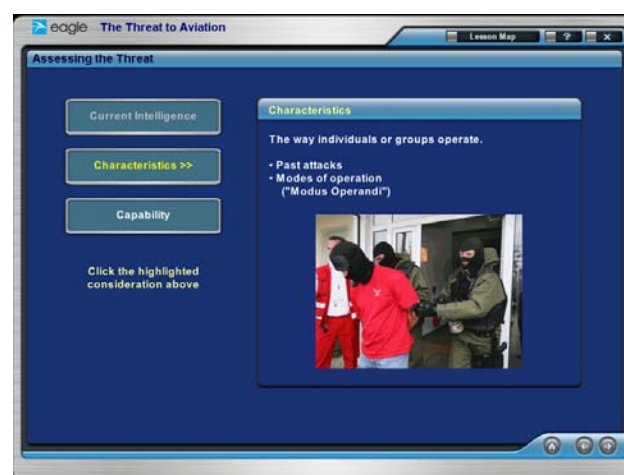 eagle The Threat to Aviation
Lesson Map ? x
Assessing the Threat
Current Intelligence
Characteristics >>
Capability
Click the highlighted
consideration above
Characteristics
The way individuals or groups operate.
• Past attacks
• Modes of operation
("Modus Operandi")